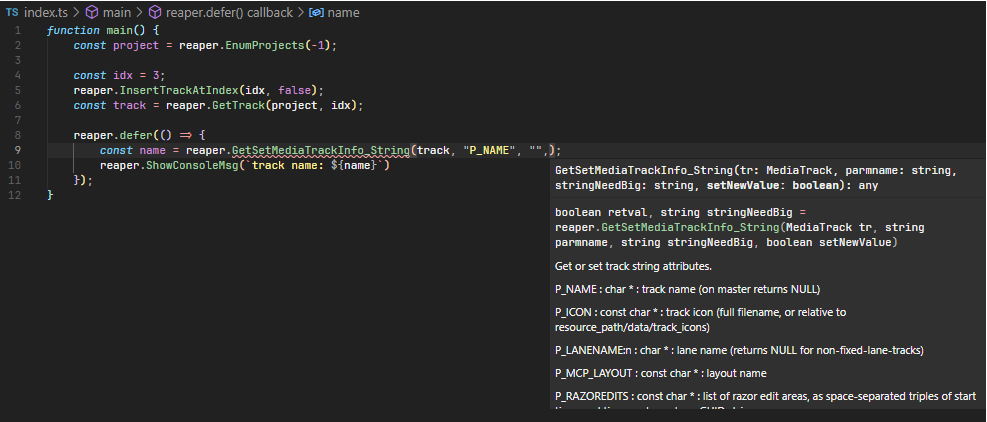 TS index.ts > main > reaper.defer() callback > name
1 function main() {
2 const project = reaper.EnumProjects(-1);
3
4 const idx = 3;
5 reaper.InsertTrackAtIndex(idx, false);
6 const track = reaper.GetTrack(project, idx);
7
8 reaper.defer(() => {
9 const name = reaper.GetSetMediaTrackInfo_String(track, "P_NAME", "",);
10 reaper.ShowConsoleMsg(`track name: ${name}`)
11 });
12 }
GetSetMediaTrackInfo_String(tr: MediaTrack, parmname: string,
stringNeedBig: string, setNewValue: boolean): any
boolean retval, string stringNeedBig =
reaper.GetSetMediaTrackInfo_String(MediaTrack tr, string
parmname, string stringNeedBig, boolean setNewValue)
Get or set track string attributes.
P_NAME : char * : track name (on master returns NULL)
P_ICON : const char * : track icon (full filename, or relative to
resource_path/data/track_icons)
P_LANENAME:n : char * : lane name (returns NULL for non-fixed-lane-tracks)
P_MCP_LAYOUT : const char * : layout name
P_RAZOREDITS : const char * : list of razor edit areas, as space-separated triples of start